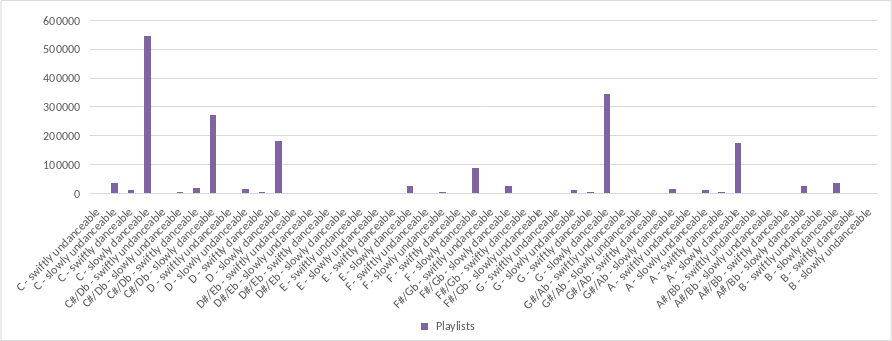 600000
500000
400000
300000
200000
100000
0
C - swiftly undanceable
C - slowly undanceable
C - swiftly danceable
C - slowly danceable
C#/Db - swiftly undanceable
C#/Db - slowly undanceable
C#/Db - swiftly danceable
C#/Db - slowly danceable
D - swiftly undanceable
D - slowly undanceable
D - swiftly danceable
D - slowly danceable
D#/Eb - swiftly undanceable
D#/Eb - slowly undanceable
D#/Eb - swiftly danceable
D#/Eb - slowly danceable
E - swiftly undanceable
E - slowly undanceable
E - swiftly danceable
E - slowly danceable
F - swiftly undanceable
F - slowly undanceable
F - swiftly danceable
F - slowly danceable
F#/Gb - swiftly undanceable
F#/Gb - slowly danceable
F#/Gb - swiftly danceable
F#/Gb - slowly undanceable
G - swiftly undanceable
G - slowly undanceable
G - swiftly danceable
G - slowly danceable
G#/Ab - swiftly undanceable
G#/Ab - slowly undanceable
G#/Ab - swiftly danceable
G#/Ab - slowly danceable
A - swiftly undanceable
A - slowly undanceable
A - swiftly danceable
A - slowly danceable
A#/Bb - swiftly undanceable
A#/Bb - slowly undanceable
A#/Bb - swiftly danceable
A#/Bb - slowly danceable
B - swiftly undanceable
B - slowly danceable
B - swiftly danceable
B - slowly undanceable
Playlists